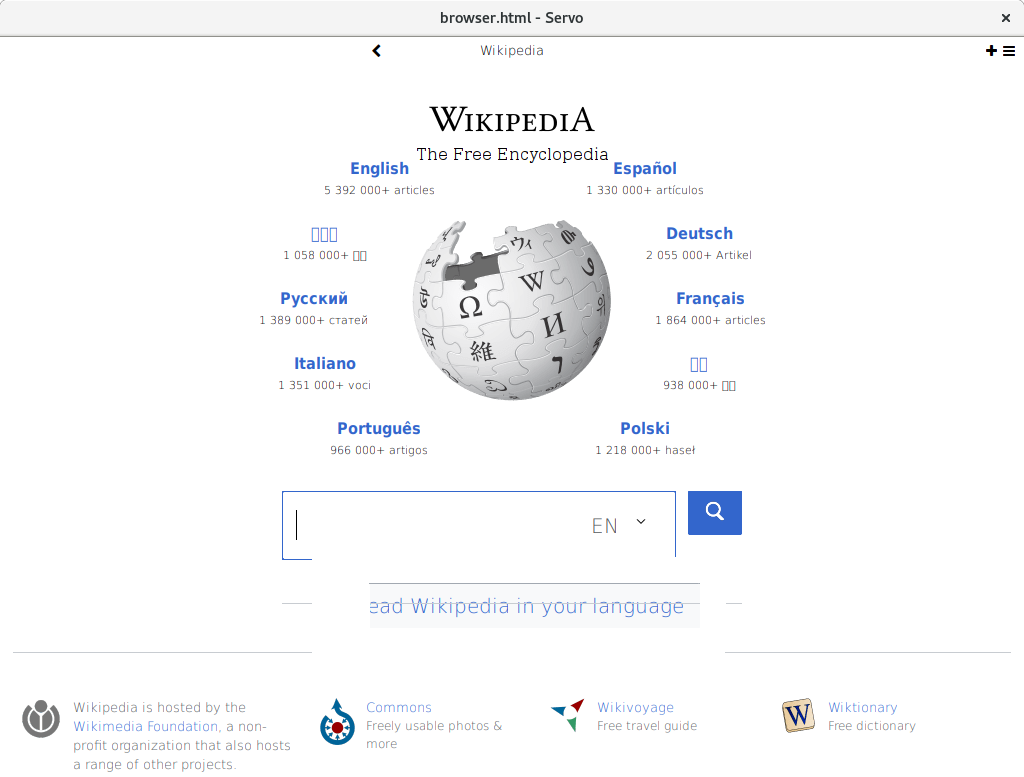 browser.html - Servo
Wikipedia
WIKIPEDIA
The Free Encyclopedia
English
5 392 000+ articles
Español
1 330 000+ artículos
1 058 000+
Deutsch
2 055 000+ Artikel
Русский
1 389 000+ статей
Français
1 864 000+ articles
Italiano
1 351 000+ voci
938 000+
Português
966 000+ artigos
Polski
1 218 000+ haseł
Ω
W
И
維
ウィ
EN
ead Wikipedia in your language
Wikipedia is hosted by the
Wikimedia Foundation, a non-
profit organization that also hosts
a range of other projects.
Commons
Freely usable photos &
more
Wikivoyage
Free travel guide
W
Wiktionary
Free dictionary